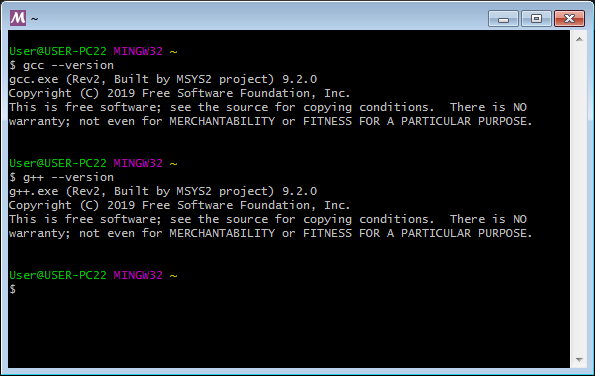 M ~
User@USER-PC22 MINGW32 ~
$ gcc --version
gcc.exe (Rev2, Built by MSYS2 project) 9.2.0
Copyright (C) 2019 Free Software Foundation, Inc.
This is free software; see the source for copying conditions.  There is NO
warranty; not even for MERCHANTABILITY or FITNESS FOR A PARTICULAR PURPOSE.
User@USER-PC22 MINGW32 ~
$ g++ --version
g++.exe (Rev2, Built by MSYS2 project) 9.2.0
Copyright (C) 2019 Free Software Foundation, Inc.
This is free software; see the source for copying conditions.  There is NO
warranty; not even for MERCHANTABILITY or FITNESS FOR A PARTICULAR PURPOSE.
User@USER-PC22 MINGW32 ~
$